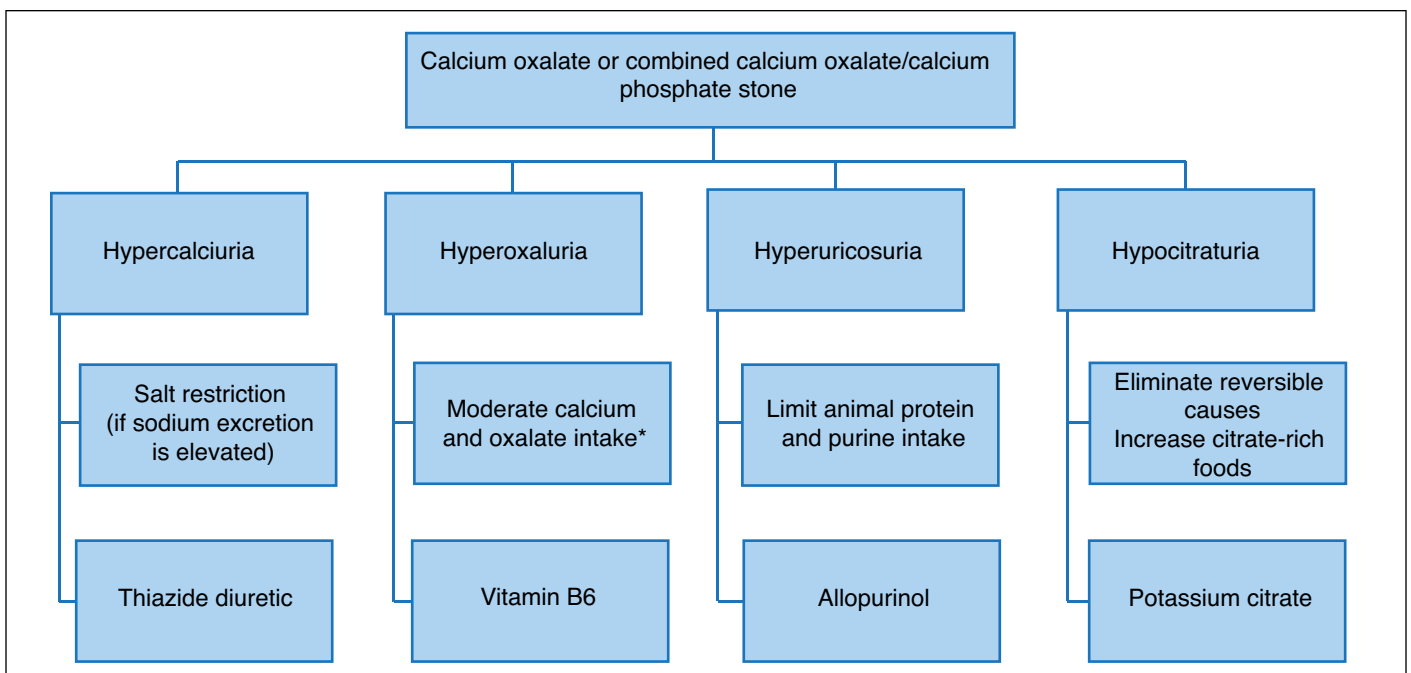 Calcium oxalate or combined calcium oxalate/calcium
phosphate stone
Hypercalciuria
Hyperoxaluria
Hyperuricosuria
Hypocitraturia
Salt restriction
(if sodium excretion
is elevated)
Moderate calcium
and oxalate intake*
Limit animal protein
and purine intake
Eliminate reversible
causes
Increase citrate-rich
foods
Thiazide diuretic
Vitamin B6
Allopurinol
Potassium citrate